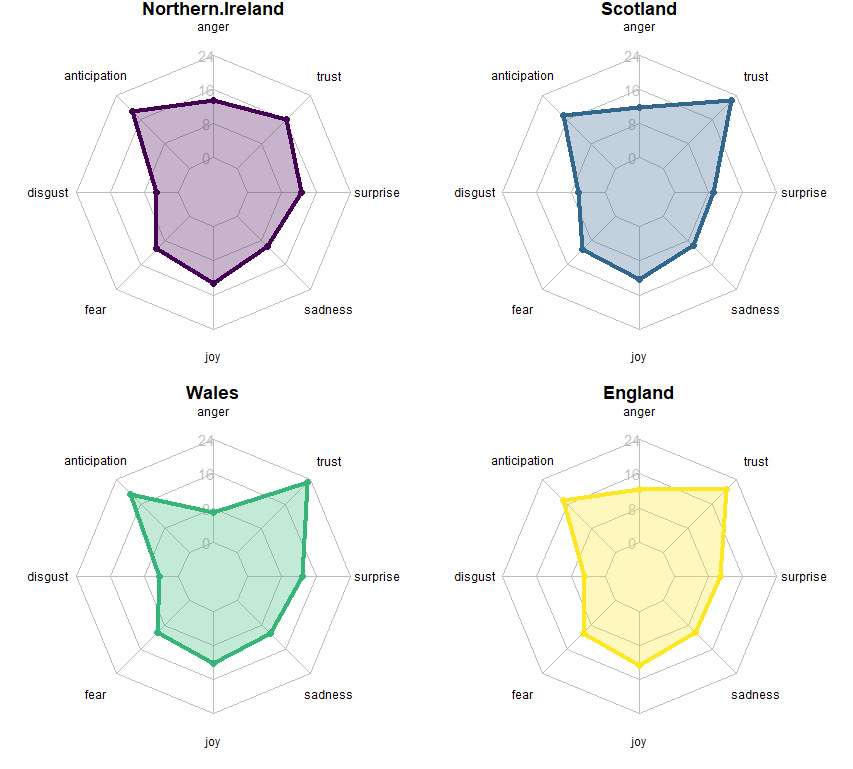 Northern.Ireland
anger
24
anticipation
trust
16
8
0
disgust
surprise
fear
sadness
joy
Scotland
anger
24
anticipation
trust
16
8
0
disgust
surprise
fear
sadness
joy
Wales
anger
24
anticipation
trust
16
8
0
disgust
surprise
fear
sadness
joy
England
anger
24
anticipation
trust
16
8
0
disgust
surprise
fear
sadness
joy